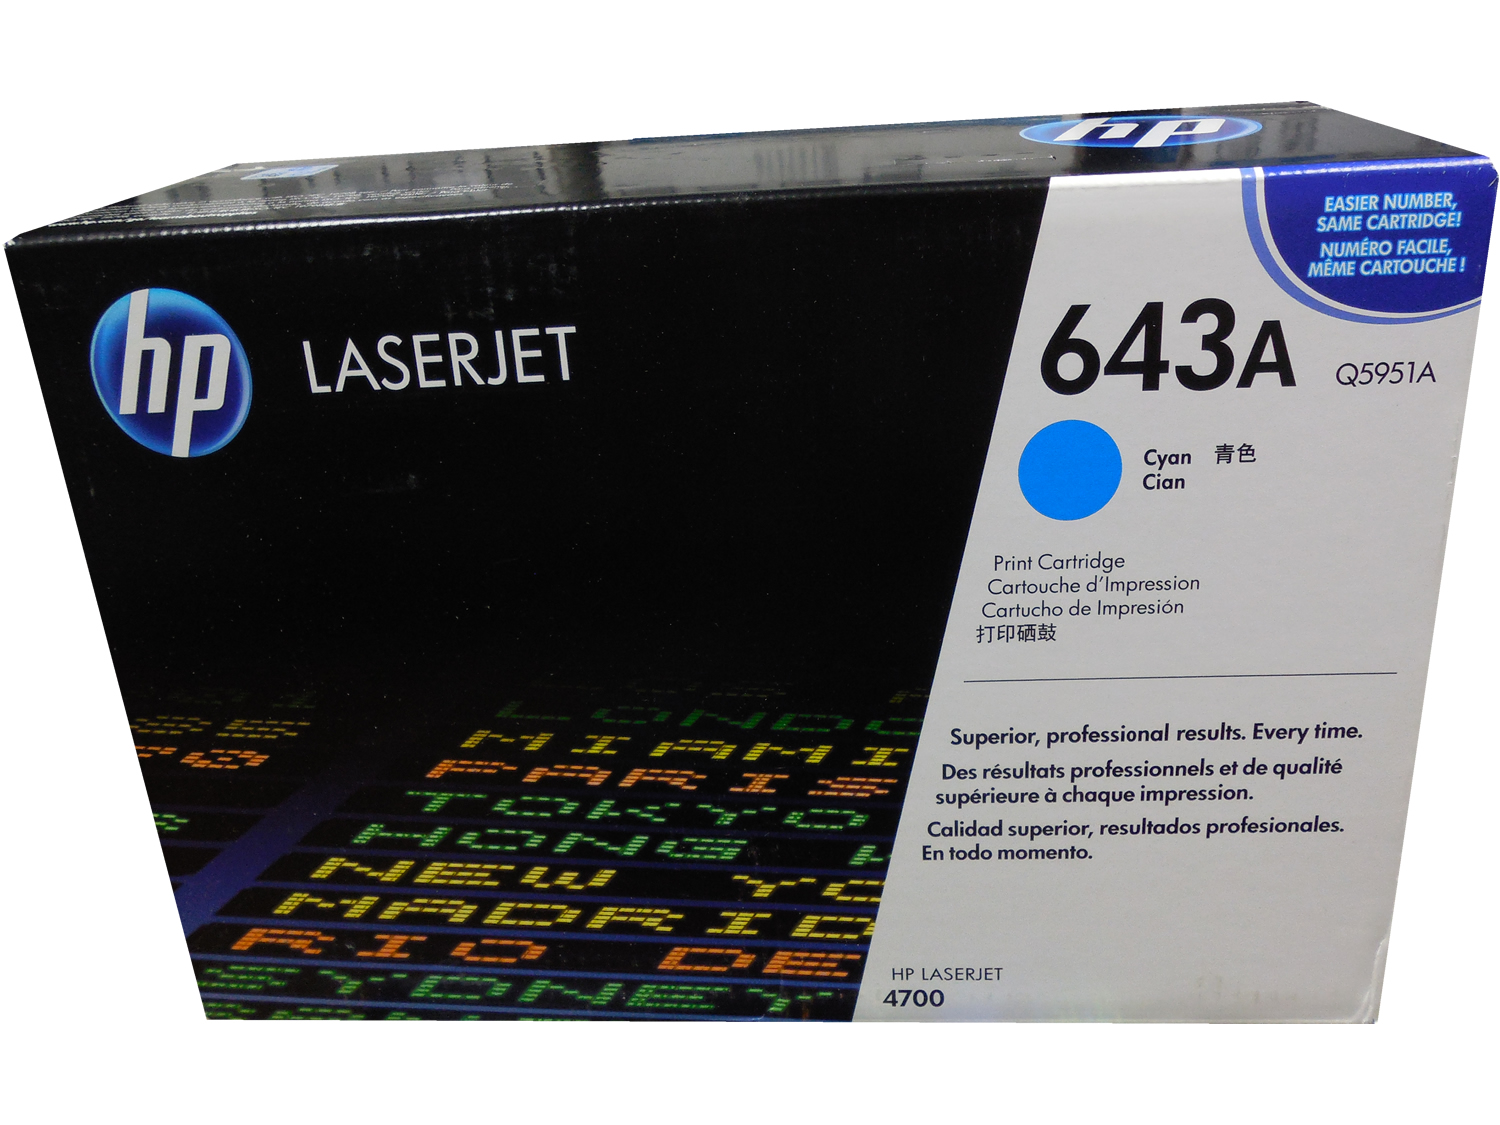 hp
hp
LASERJET
EASIER NUMBER,
SAME CARTRIDGE!
NUMÉRO FACILE,
MÊME CARTOUCHE !
643A Q5951A
Cyan 青色
Cian
Print Cartridge
Cartouche d'Impression
Cartucho de Impresión
打印硒鼓
Superior, professional results. Every time.
Des résultats professionnels et de qualité
supérieure à chaque impression.
Calidad superior, resultados profesionales.
En todo momento.
HP LASERJET
4700
LONDO
MIAMI
PARIS
TOKYO
HONG
NEW YO
MADRID
RIO DE
SYDNEY